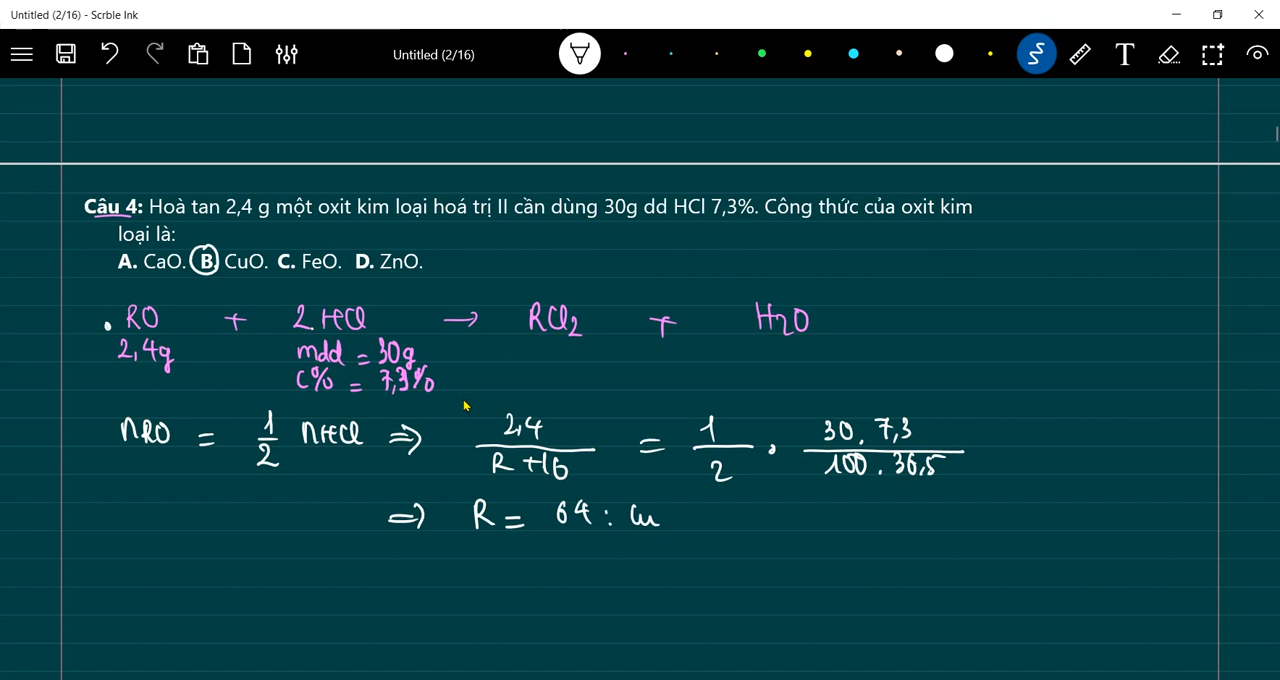 Untitled (2/16) - Scrble Ink
Untitled (2/16)
T
Câu 4: Hoà tan 2,4 g một oxit kim loại hoá trị II cần dùng 30g dd HCl 7,3%. Công thức của oxit kim
loại là:
A. CaO. B. CuO. C. FeO. D. ZnO.
RO + 2.HCl → RCl2 + H2O
2,4g mdd = 30g
C% = 7,3%
nRO = 1/2 nHCl ⇒ 2,4/(R+16) = 1/2 . (30. 7,3)/(100. 36,5)
⇒ R = 64 : Cu